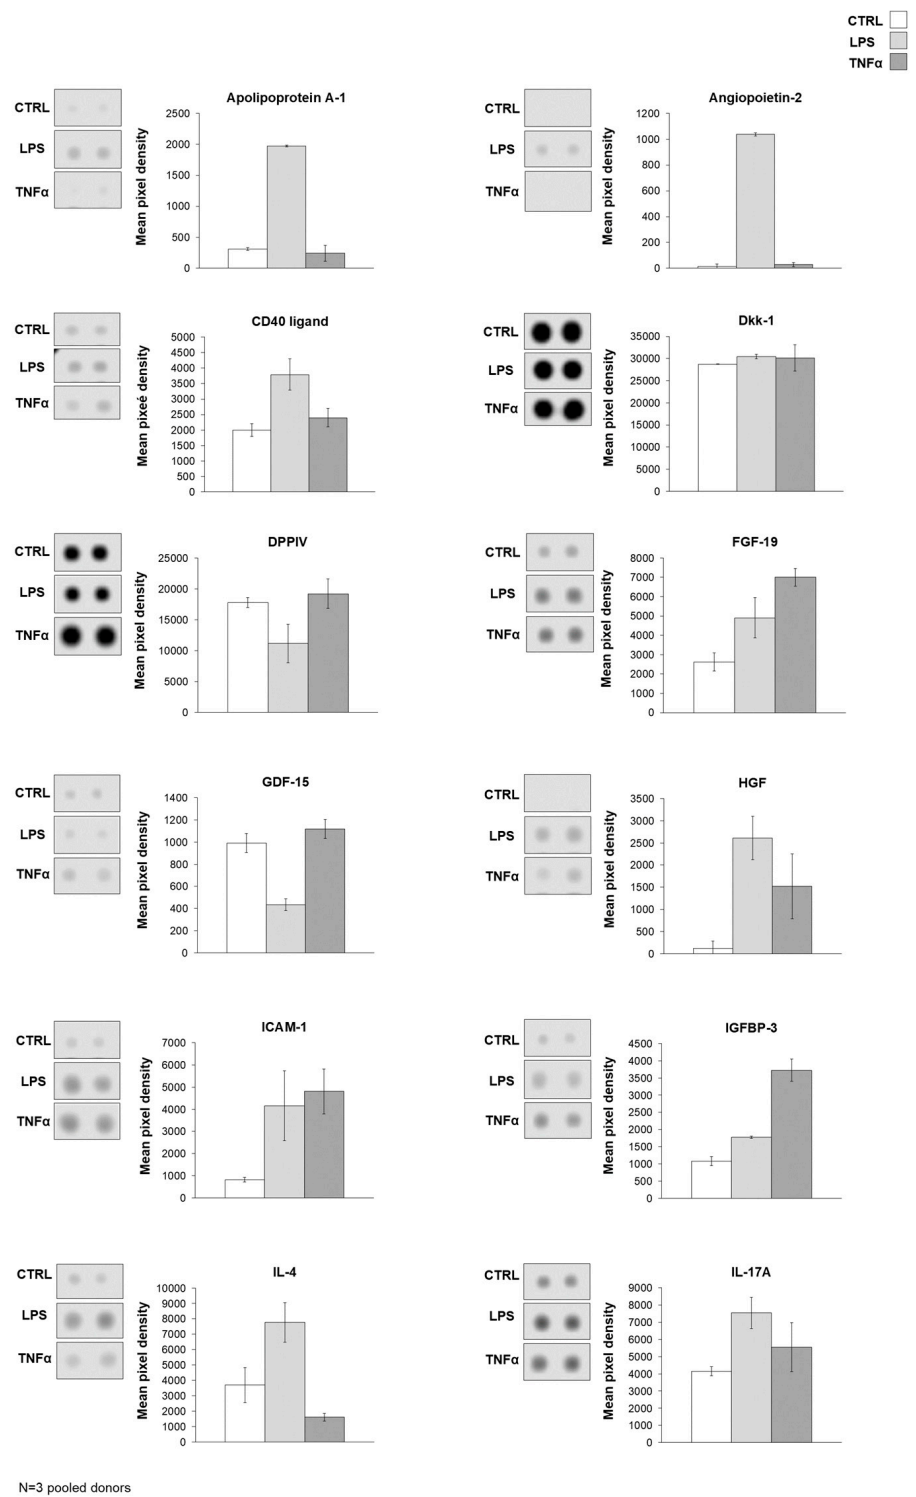 CTRL
LPS
TNFα
Apolipoprotein A-1
CTRL
LPS
TNFα
Mean pixel density
2500
2000
1500
1000
500
0
Angiopoietin-2
CTRL
LPS
TNFα
Mean pixel density
1200
1000
800
600
400
200
0
CD40 ligand
CTRL
LPS
TNFα
Mean pixeé density
5000
4500
4000
3500
3000
2500
2000
1500
1000
500
0
Dkk-1
CTRL
LPS
TNFα
Mean pixel density
35000
30000
25000
20000
15000
10000
5000
0
DPPIV
CTRL
LPS
TNFα
Mean pixel density
25000
20000
15000
10000
5000
0
FGF-19
CTRL
LPS
TNFα
Mean pixel density
8000
7000
6000
5000
4000
3000
2000
1000
0
GDF-15
CTRL
LPS
TNFα
Mean pixel density
1400
1200
1000
800
600
400
200
0
HGF
CTRL
LPS
TNFα
Mean pixel density
3500
3000
2500
2000
1500
1000
500
0
ICAM-1
CTRL
LPS
TNFα
Mean pixel density
7000
6000
5000
4000
3000
2000
1000
0
IGFBP-3
CTRL
LPS
TNFα
Mean pixel density
4500
4000
3500
3000
2500
2000
1500
1000
500
0
IL-4
CTRL
LPS
TNFα
Mean pixel density
10000
9000
8000
7000
6000
5000
4000
3000
2000
1000
0
IL-17A
CTRL
LPS
TNFα
Mean pixel density
9000
8000
7000
6000
5000
4000
3000
2000
1000
0
N=3 pooled donors